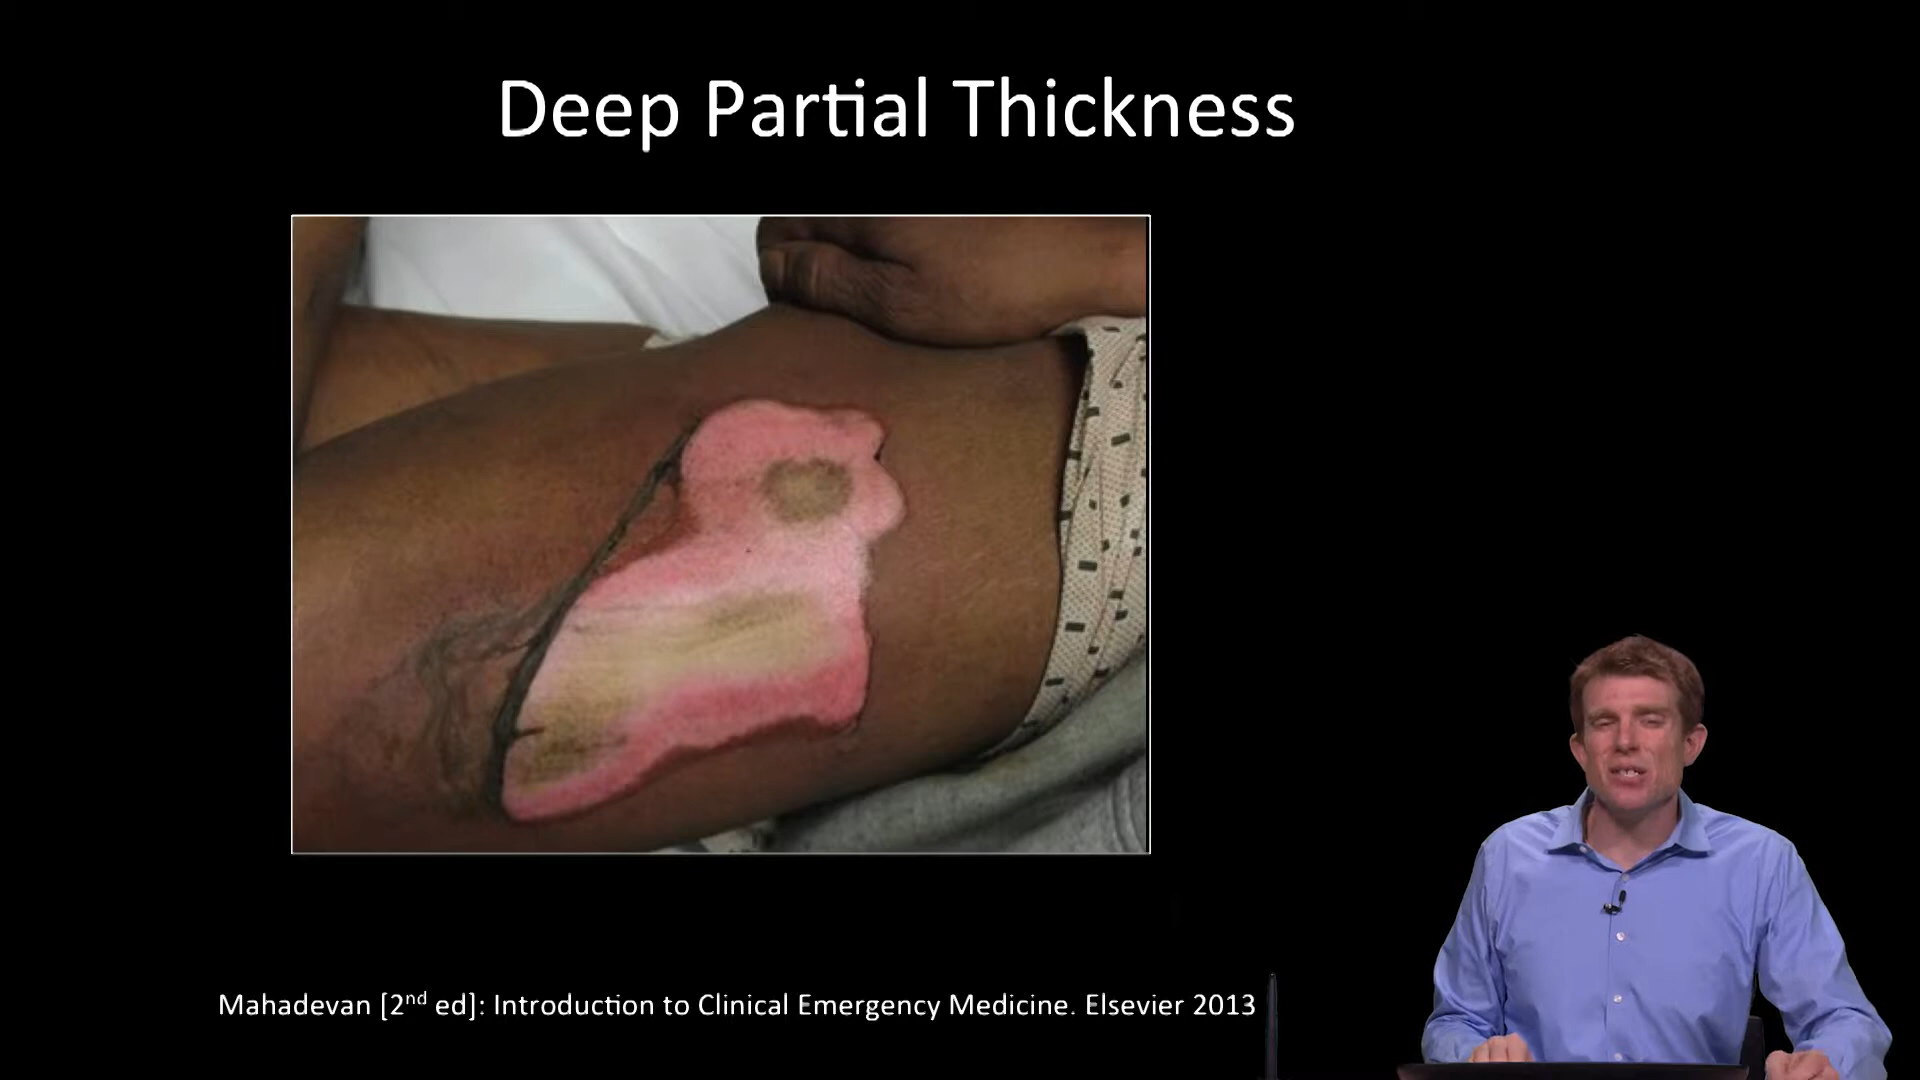 Deep Partial Thickness
Mahadevan [2nd ed]: Introduction to Clinical Emergency Medicine. Elsevier 2013